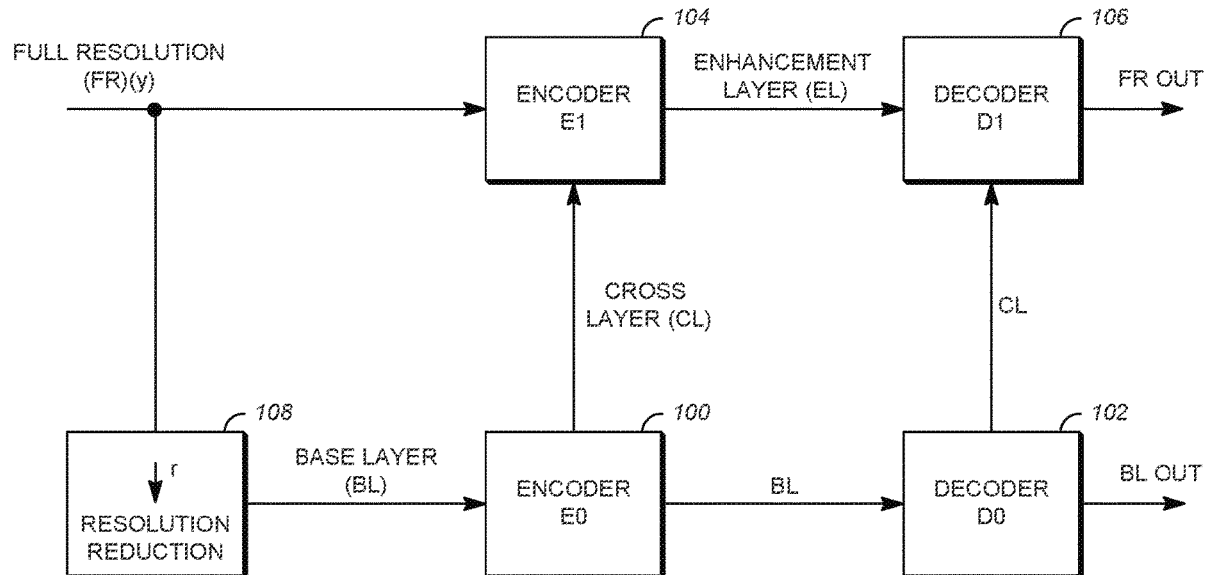 104
106
FULL RESOLUTION
(FR)(y)
ENCODER
E1
ENHANCEMENT
LAYER (EL)
DECODER
D1
FR OUT
CROSS
LAYER (CL)
CL
108
100
102
r
RESOLUTION
REDUCTION
BASE LAYER
(BL)
ENCODER
E0
BL
DECODER
D0
BL OUT